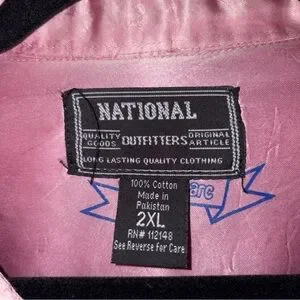 NATIONAL
QUALITY GOODS OUTFITTERS ORIGINAL ARTICLE
LONG LASTING QUALITY CLOTHING
100% Cotton
Made in
Pakistan
2XL
RN# 112148
See Reverse for Care